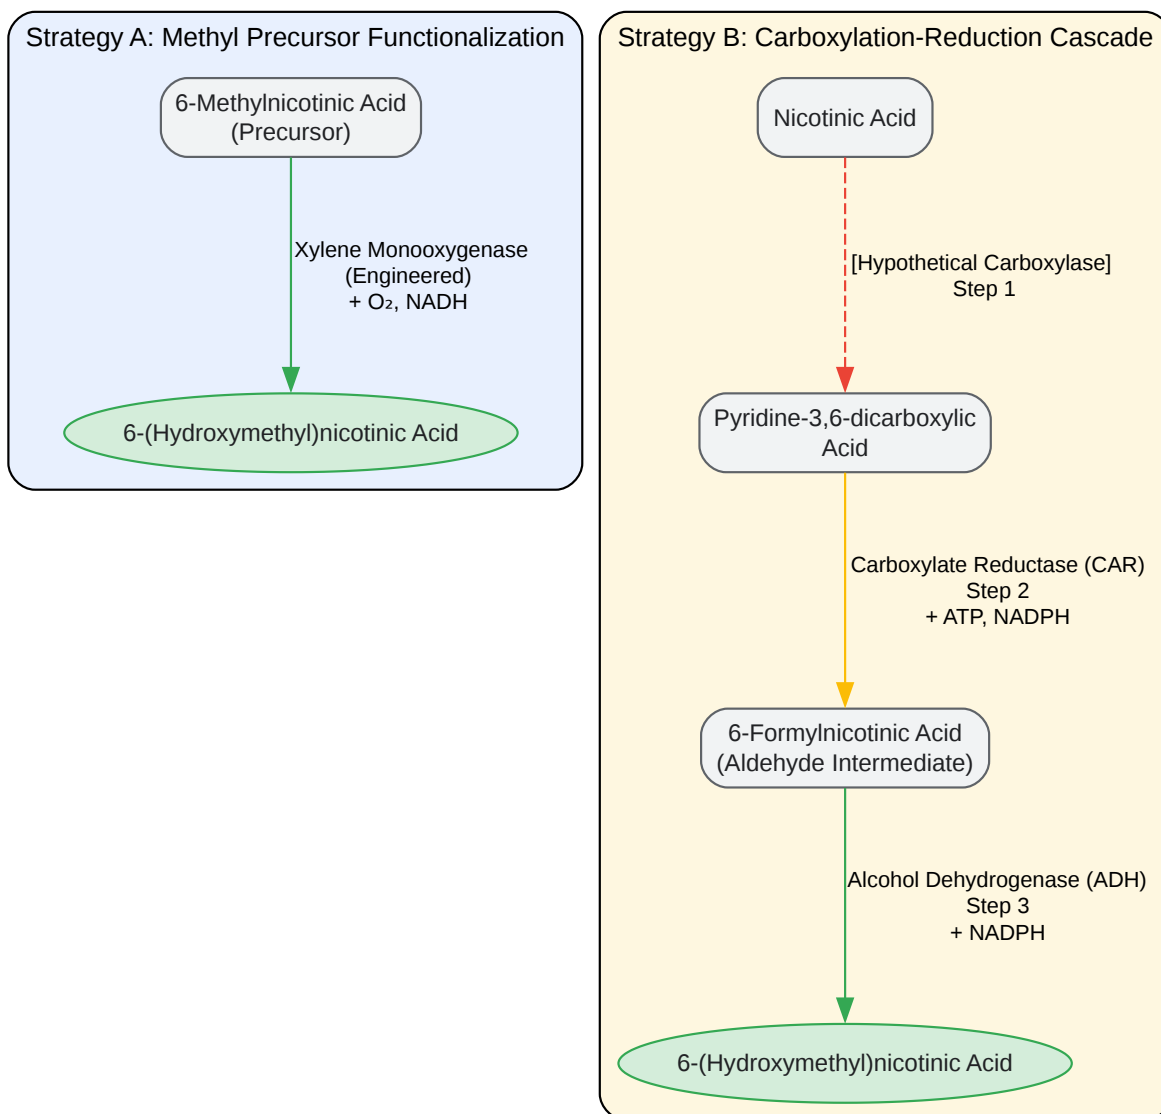 Strategy A: Methyl Precursor Functionalization
6-Methylnicotinic Acid
(Precursor)
Xylene Monooxygenase
(Engineered)
+ O₂, NADH
6-(Hydroxymethyl)nicotinic Acid
Strategy B: Carboxylation-Reduction Cascade
Nicotinic Acid
[Hypothetical Carboxylase]
Step 1
Pyridine-3,6-dicarboxylic
Acid
Carboxylate Reductase (CAR)
Step 2
+ ATP, NADPH
6-Formylnicotinic Acid
(Aldehyde Intermediate)
Alcohol Dehydrogenase (ADH)
Step 3
+ NADPH
6-(Hydroxymethyl)nicotinic Acid